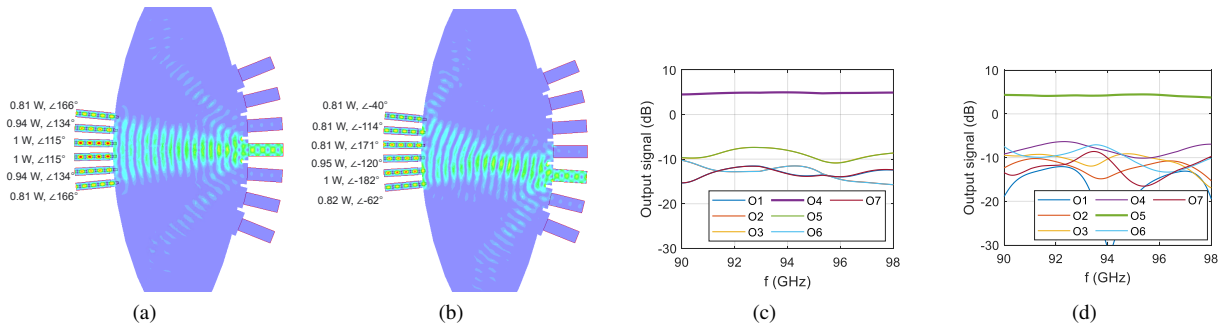 0.81 W, ∠166°
0.94 W, ∠134°
1 W, ∠115°
1 W, ∠115°
0.94 W, ∠134°
0.81 W, ∠166°
(a)
0.81 W, ∠-40°
0.81 W, ∠-114°
0.81 W, ∠171°
0.95 W, ∠-120°
1 W, ∠-182°
0.82 W, ∠-62°
(b)
Output signal (dB)
10
0
-10
-20
-30
O1 O4 O7
O2 O5
O3 O6
90 92 94 96 98
f (GHz)
(c)
Output signal (dB)
10
0
-10
-20
-30
O1 O4 O7
O2 O5
O3 O6
90 92 94 96 98
f (GHz)
(d)